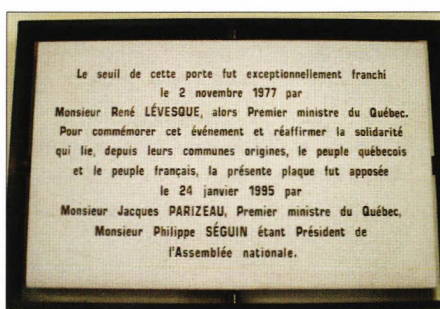 Le seuil de cette porte fut exceptionnellement franchi
le 2 novembre 1977 par
Monsieur René LÉVESQUE, alors Premier ministre du Québec.
Pour commémorer cet événement et réaffirmer la solidarité
qui lie, depuis leurs communes origines, le peuple québecois
et le peuple français, la présente plaque fut apposée
le 24 janvier 1995 par
Monsieur Jacques PARIZEAU, Premier ministre du Québec,
Monsieur Philippe SÉGUIN étant Président de
l'Assemblée nationale.